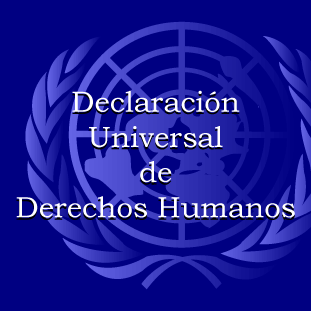 Declaración
Universal
de
Derechos Humanos